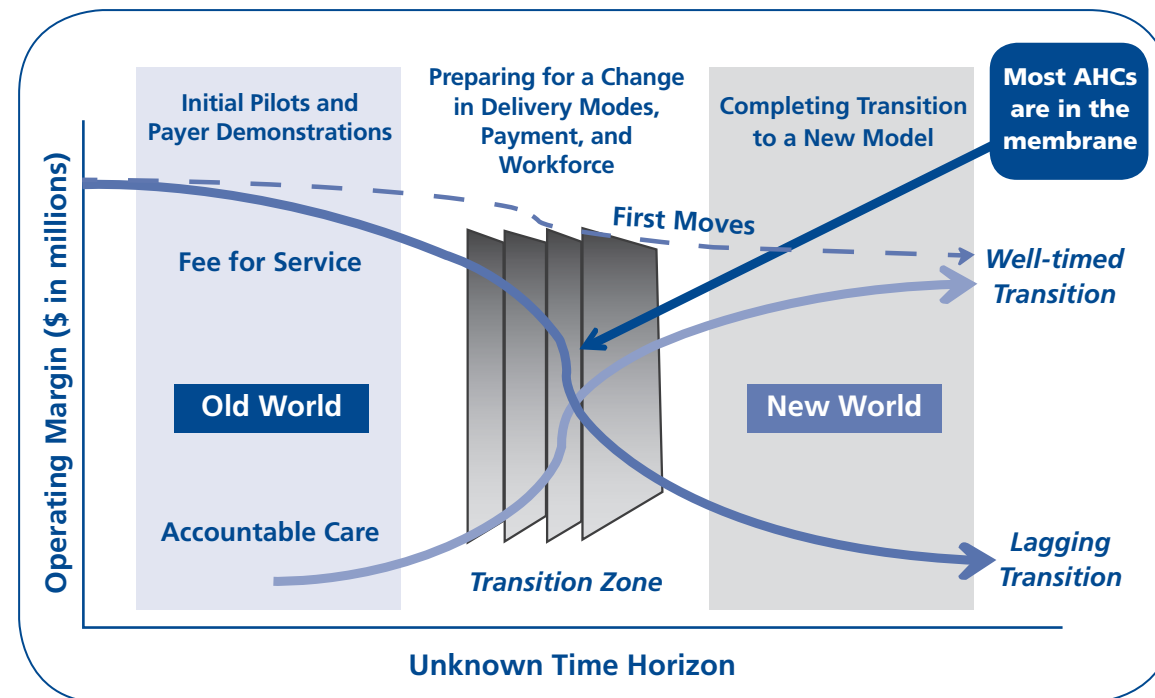 Initial Pilots and
Payer Demonstrations
Preparing for a Change
in Delivery Modes,
Payment, and
Workforce
Completing Transition
to a New Model
Most AHCs
are in the
membrane
Operating Margin ($ in millions)
First Moves
Fee for Service
Well-timed
Transition
Old World
New World
Accountable Care
Lagging
Transition
Transition Zone
Unknown Time Horizon